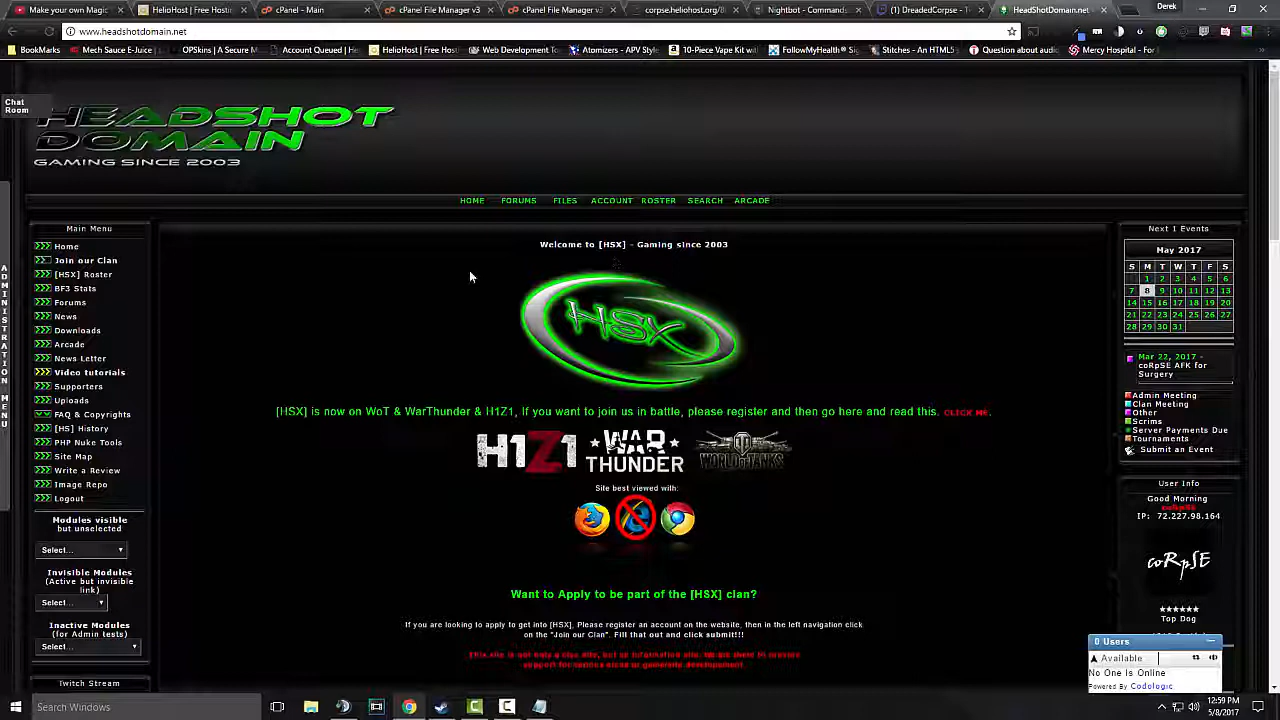 Make your own music
HelioHost | Free Hosti
cPanel - Main
cPanel File Manager v3
cPanel File Manager v3
corpse.heliohost.org/B
Nightbot - Command
(1) DreadedCorpse - T
HeadShotDomain.net
Derek
www.headshotdomain.net
BookMarks
Mech Sauce E-Juice
OPSkins | A Secure M
Account Queued | He
HelioHost | Free Host
Web Development To
Atomizers - APV Style
10-Piece Vape Kit wi
FollowMyHealth® Sig
Stitches - An HTML5
Question about audio
Mercy Hospital - For
Chat
Room
HEADSHOT
DOMAIN
GAMING SINCE 2003
HOME FORUMS FILES ACCOUNT ROSTER SEARCH ARCADE
ADMINISTRATION MENU
Main Menu
Home
Join our Clan
[HSX] Roster
BF3 Stats
Forums
News
Downloads
Arcade
News Letter
Video tutorials
Supporters
Uploads
FAQ & Copyrights
[HS] History
PHP Nuke Tools
Site Map
Write a Review
Image Repo
Logout
Modules visible
but unselected
Select...
Invisible Modules
(Active but invisible
link)
Select...
Inactive Modules
(for Admin tests)
Select...
Twitch Stream
Welcome to [HSX] - Gaming since 2003
HSX
[HSX] is now on WoT & WarThunder & H1Z1, If you want to join us in battle, please register and then go here and read this. CLICK ME.
H1Z1
WAR
THUNDER
WORLD OF TANKS
Site best viewed with:
Want to Apply to be part of the [HSX] clan?
If you are looking to apply to get into [HSX]. Please register an account on the website, then in the left navigation click
on the "Join our Clan". Fill that out and click submit!!!
Next 1 Events
May 2017
S M T W T F S
1 2 3 4 5 6
7 8 9 10 11 12 13
14 15 16 17 18 19 20
21 22 23 24 25 26 27
28 29 30 31
Mar 22, 2017 -
coRpSE AFK for
Surgery
Admin Meeting
Clan Meeting
Other
Scrims
Server Payments Due
Tournaments
Submit an Event
User Info
Good Morning
coRpSE
IP: 72.227.98.164
coRpSE
Top Dog
0 Users
Available
No One Is Online
Powered By Codologic
Search Windows
12:59 PM
5/8/2017